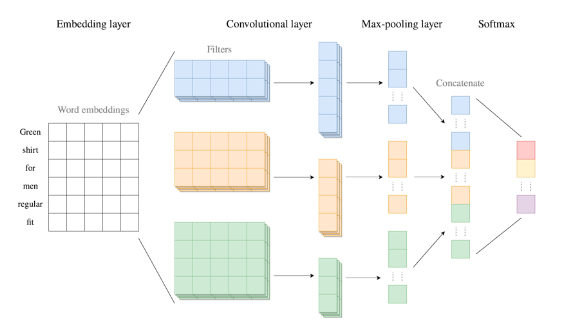 Embedding layer
Convolutional layer
Max-pooling layer
Softmax
Filters
Concatenate
Word embeddings
Green
shirt
for
men
regular
fit